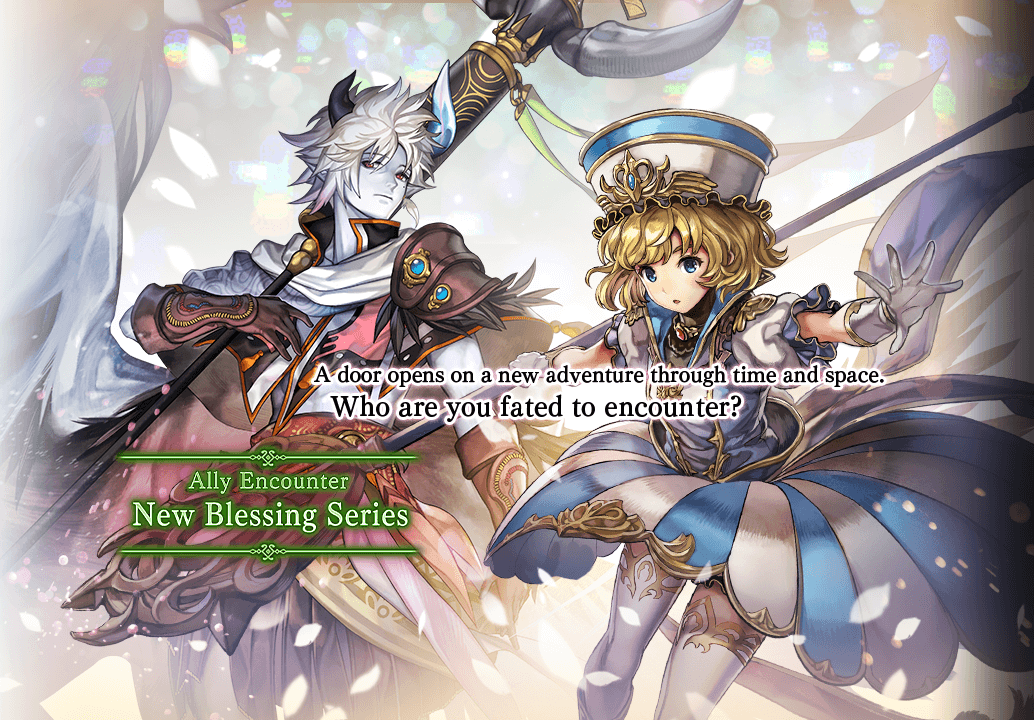 A door opens on a new adventure through time and space.
Who are you fated to encounter?
Ally Encounter
New Blessing Series